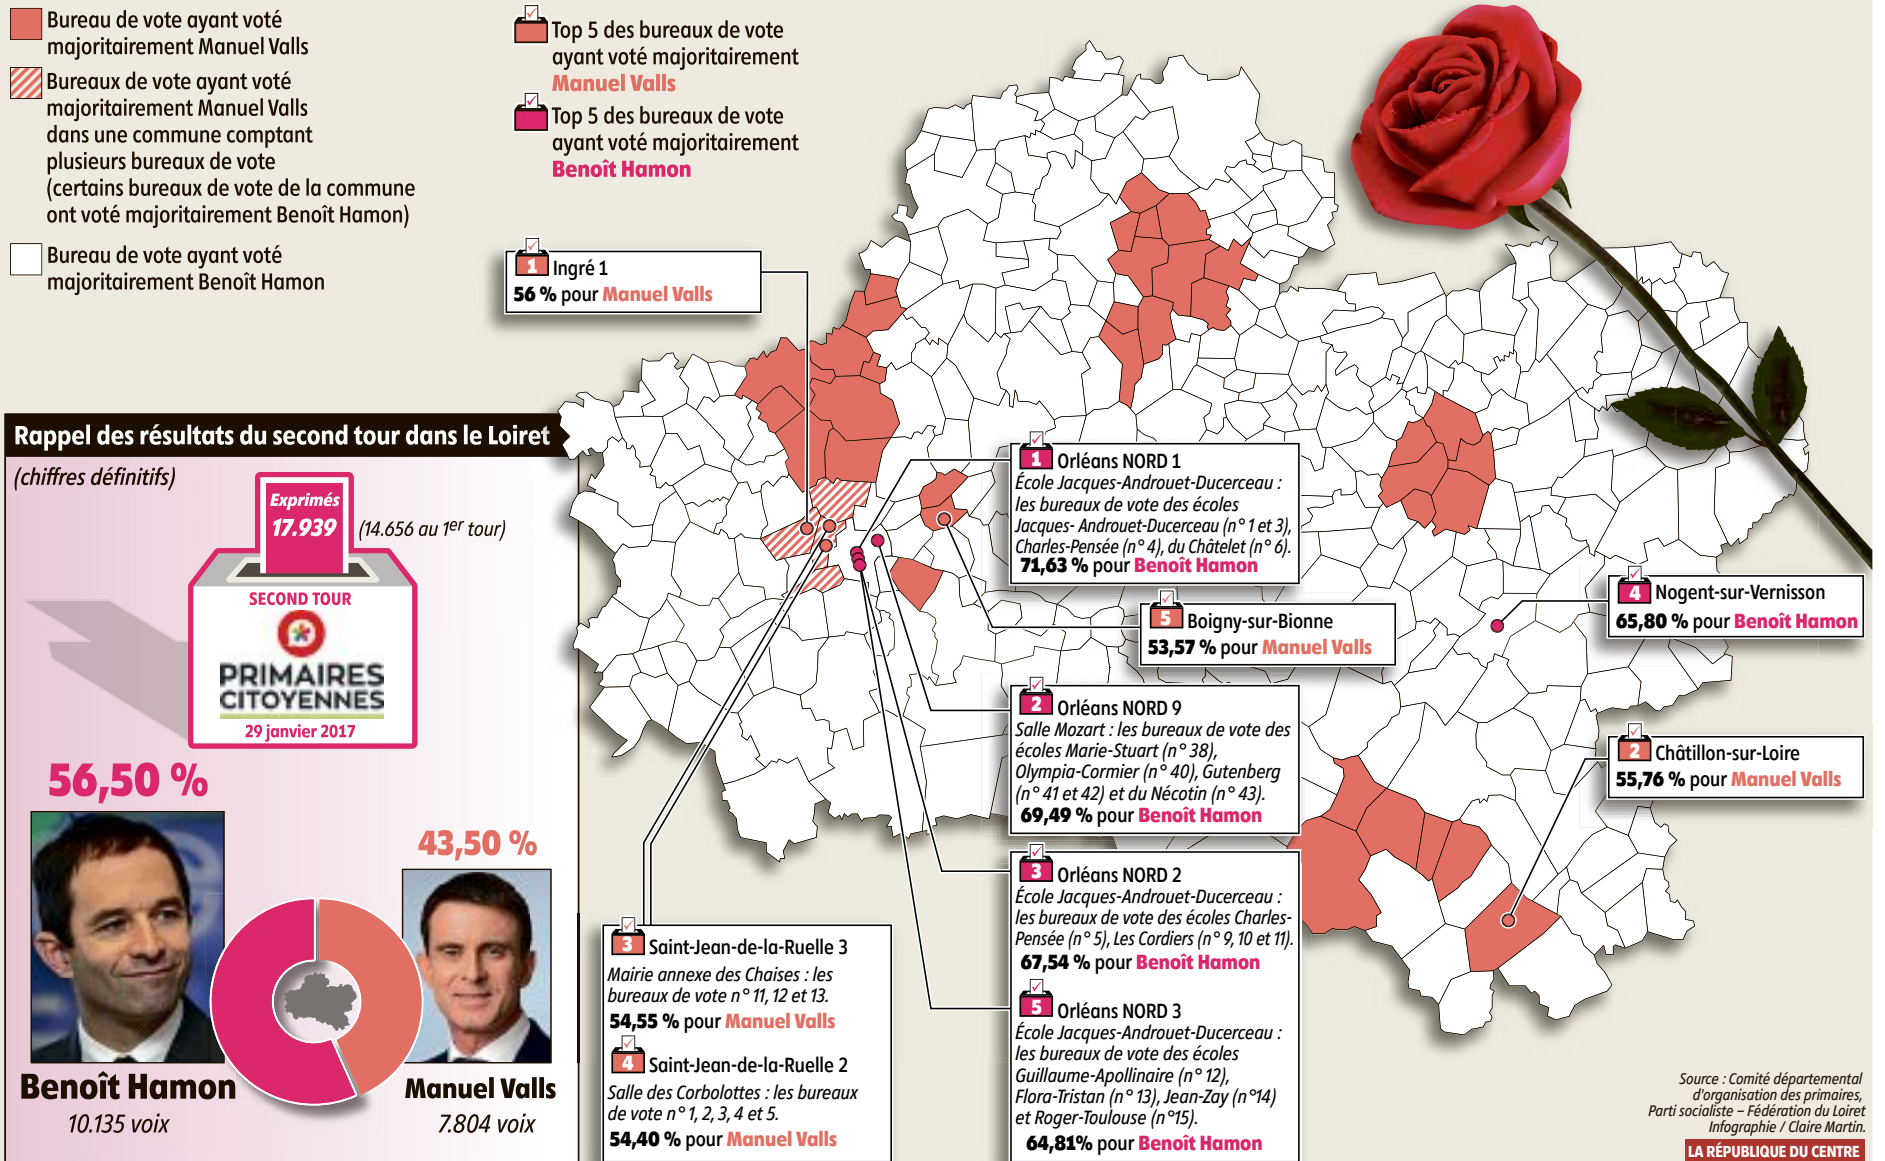 Bureau de vote ayant voté
majoritairement Manuel Valls
Bureaux de vote ayant voté
majoritairement Manuel Valls
dans une commune comptant
plusieurs bureaux de vote
(certains bureaux de vote de la commune
ont voté majoritairement Benoît Hamon)
Bureau de vote ayant voté
majoritairement Benoît Hamon
Top 5 des bureaux de vote
ayant voté majoritairement
Manuel Valls
Top 5 des bureaux de vote
ayant voté majoritairement
Benoît Hamon
1 Ingré 1
56 % pour Manuel Valls
Rappel des résultats du second tour dans le Loiret
(chiffres définitifs)
Exprimés
17.939
(14.656 au 1er tour)
SECOND TOUR
PRIMAIRES
CITOYENNES
29 janvier 2017
56,50 %
43,50 %
Benoît Hamon
10.135 voix
Manuel Valls
7.804 voix
1 Orléans NORD 1
École Jacques-Androuet-Ducerceau :
les bureaux de vote des écoles
Jacques- Androuet-Ducerceau (n° 1 et 3),
Charles-Pensée (n° 4), du Châtelet (n° 6).
71,63 % pour Benoît Hamon
5 Boigny-sur-Bionne
53,57 % pour Manuel Valls
4 Nogent-sur-Vernisson
65,80 % pour Benoît Hamon
2 Orléans NORD 9
Salle Mozart : les bureaux de vote des
écoles Marie-Stuart (n° 38),
Olympia-Cormier (n° 40), Gutenberg
(n° 41 et 42) et du Nécotin (n° 43).
69,49 % pour Benoît Hamon
2 Châtillon-sur-Loire
55,76 % pour Manuel Valls
3 Orléans NORD 2
École Jacques-Androuet-Ducerceau :
les bureaux de vote des écoles Charles-
Pensée (n° 5), Les Cordiers (n° 9, 10 et 11).
67,54 % pour Benoît Hamon
5 Orléans NORD 3
École Jacques-Androuet-Ducerceau :
les bureaux de vote des écoles
Guillaume-Apollinaire (n° 12),
Flora-Tristan (n° 13), Jean-Zay (n°14)
et Roger-Toulouse (n°15).
64,81% pour Benoît Hamon
3 Saint-Jean-de-la-Ruelle 3
Mairie annexe des Chaises : les
bureaux de vote n° 11, 12 et 13.
54,55 % pour Manuel Valls
4 Saint-Jean-de-la-Ruelle 2
Salle des Corbolottes : les bureaux
de vote n° 1, 2, 3, 4 et 5.
54,40 % pour Manuel Valls
Source : Comité départemental
d'organisation des primaires,
Parti socialiste – Fédération du Loiret
Infographie / Claire Martin.
LA RÉPUBLIQUE DU CENTRE